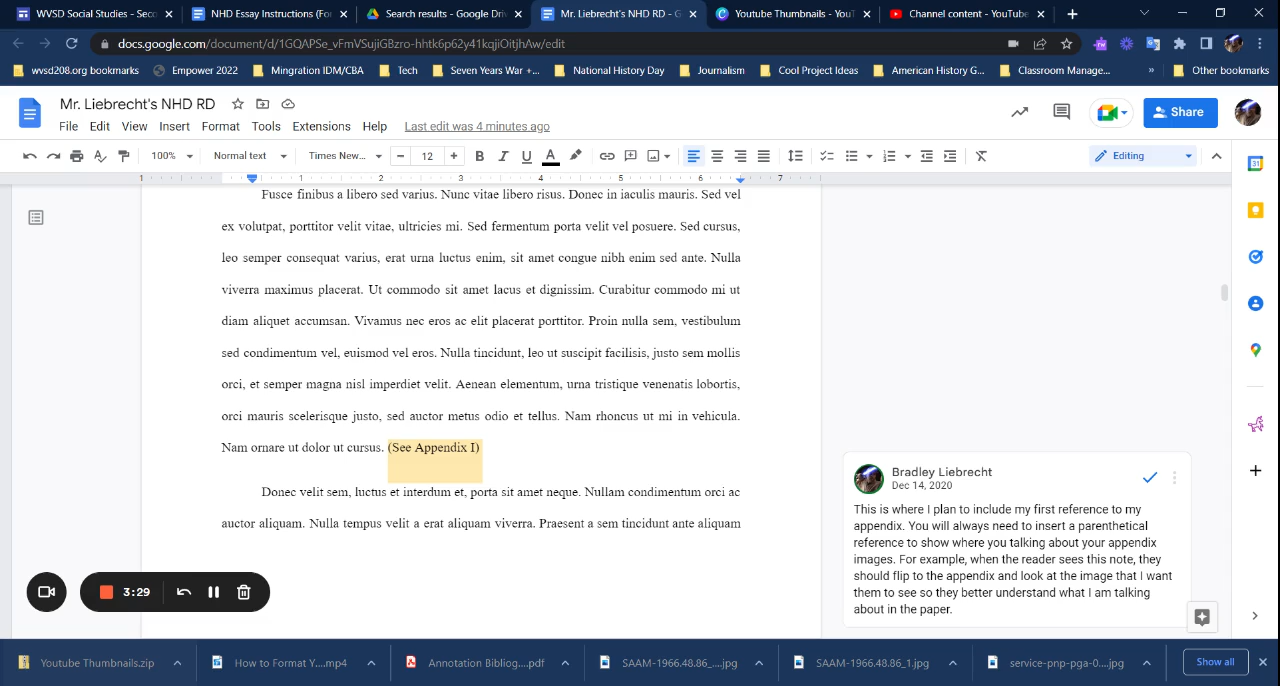 WVSD Social Studies - Seco
NHD Essay Instructions (For
Search results - Google Driv
Mr. Liebrecht's NHD RD - G
Youtube Thumbnails - YouT
Channel content - YouTube
docs.google.com/document/d/1GQAPSe_vFmVSujiGBzro-hhtk6p62y41kqjiOitjhAw/edit
wvsd208.org bookmarks
Empower 2022
Mingration IDM/CBA
Tech
Seven Years War +...
National History Day
Journalism
Cool Project Ideas
American History G...
Classroom Manage...
»
Other bookmarks
Mr. Liebrecht's NHD RD
Share
File Edit View Insert Format Tools Extensions Help Last edit was 4 minutes ago
100% Normal text Times New... 12 B I U A Editing
1 1 2 3 4 5 6 7
31
Fusce finibus a libero sed varius. Nunc vitae libero risus. Donec in iaculis mauris. Sed vel
ex volutpat, porttitor velit vitae, ultricies mi. Sed fermentum porta velit vel posuere. Sed cursus,
leo semper consequat varius, erat urna luctus enim, sit amet congue nibh enim sed ante. Nulla
viverra maximus placerat. Ut commodo sit amet lacus et dignissim. Curabitur commodo mi ut
diam aliquet accumsan. Vivamus nec eros ac elit placerat porttitor. Proin nulla sem, vestibulum
sed condimentum vel, euismod vel eros. Nulla tincidunt, leo ut suscipit facilisis, justo sem mollis
orci, et semper magna nisl imperdiet velit. Aenean elementum, urna tristique venenatis lobortis,
orci mauris scelerisque justo, sed auctor metus odio et tellus. Nam rhoncus ut mi in vehicula.
Nam ornare ut dolor ut cursus. (See Appendix I)
Donec velit sem, luctus et interdum et, porta sit amet neque. Nullam condimentum orci ac
auctor aliquam. Nulla tempus velit a erat aliquam viverra. Praesent a sem tincidunt ante aliquam
Bradley Liebrecht
Dec 14, 2020
This is where I plan to include my first reference to my
appendix. You will always need to insert a parenthetical
reference to show where you talking about your appendix
images. For example, when the reader sees this note, they
should flip to the appendix and look at the image that I want
them to see so they better understand what I am talking
about in the paper.
3:29
Youtube Thumbnails.zip
How to Format Y....mp4
Annotation Bibliog....pdf
SAAM-1966.48.86_....jpg
SAAM-1966.48.86_1.jpg
service-pnp-pga-0....jpg
Show all